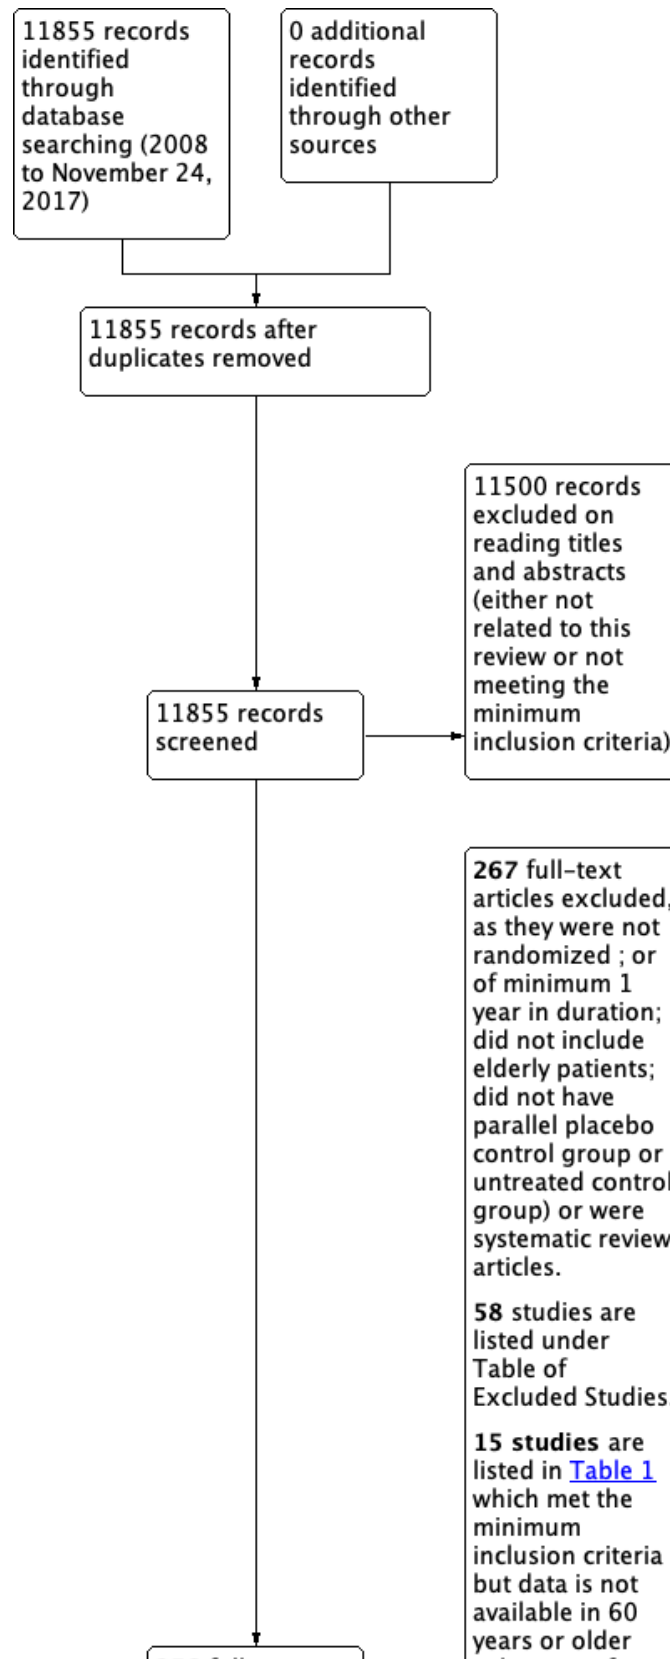 11855 records
identified
through
database
searching (2008
to November 24,
2017)
0 additional
records
identified
through other
sources
11855 records after
duplicates removed
11500 records
excluded on
reading titles
and abstracts
(either not
related to this
review or not
meeting the
minimum
inclusion criteria)
11855 records
screened
267 full-text
articles excluded,
as they were not
randomized ; or
of minimum 1
year in duration;
did not include
elderly patients;
did not have
parallel placebo
control group or
untreated control
group) or were
systematic review
articles.
58 studies are
listed under
Table of
Excluded Studies.
15 studies are
listed in Table 1
which met the
minimum
inclusion criteria
but data is not
available in 60
years or older